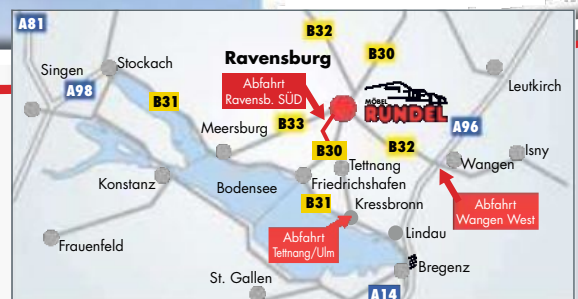 A81
B32
B30
Stockach
Ravensburg
Singen
Abfahrt
Ravensb. SÜD
Leutkirch
A98
B31
MÖBEL
RUNDEL
Meersburg
B33
A96
B30
B32
Isny
Wangen
Tettnang
Konstanz
Bodensee
Friedrichshafen
B31
Kressbronn
Abfahrt
Wangen West
Abfahrt
Tettnang/Ulm
Lindau
Frauenfeld
Bregenz
St. Gallen
A14